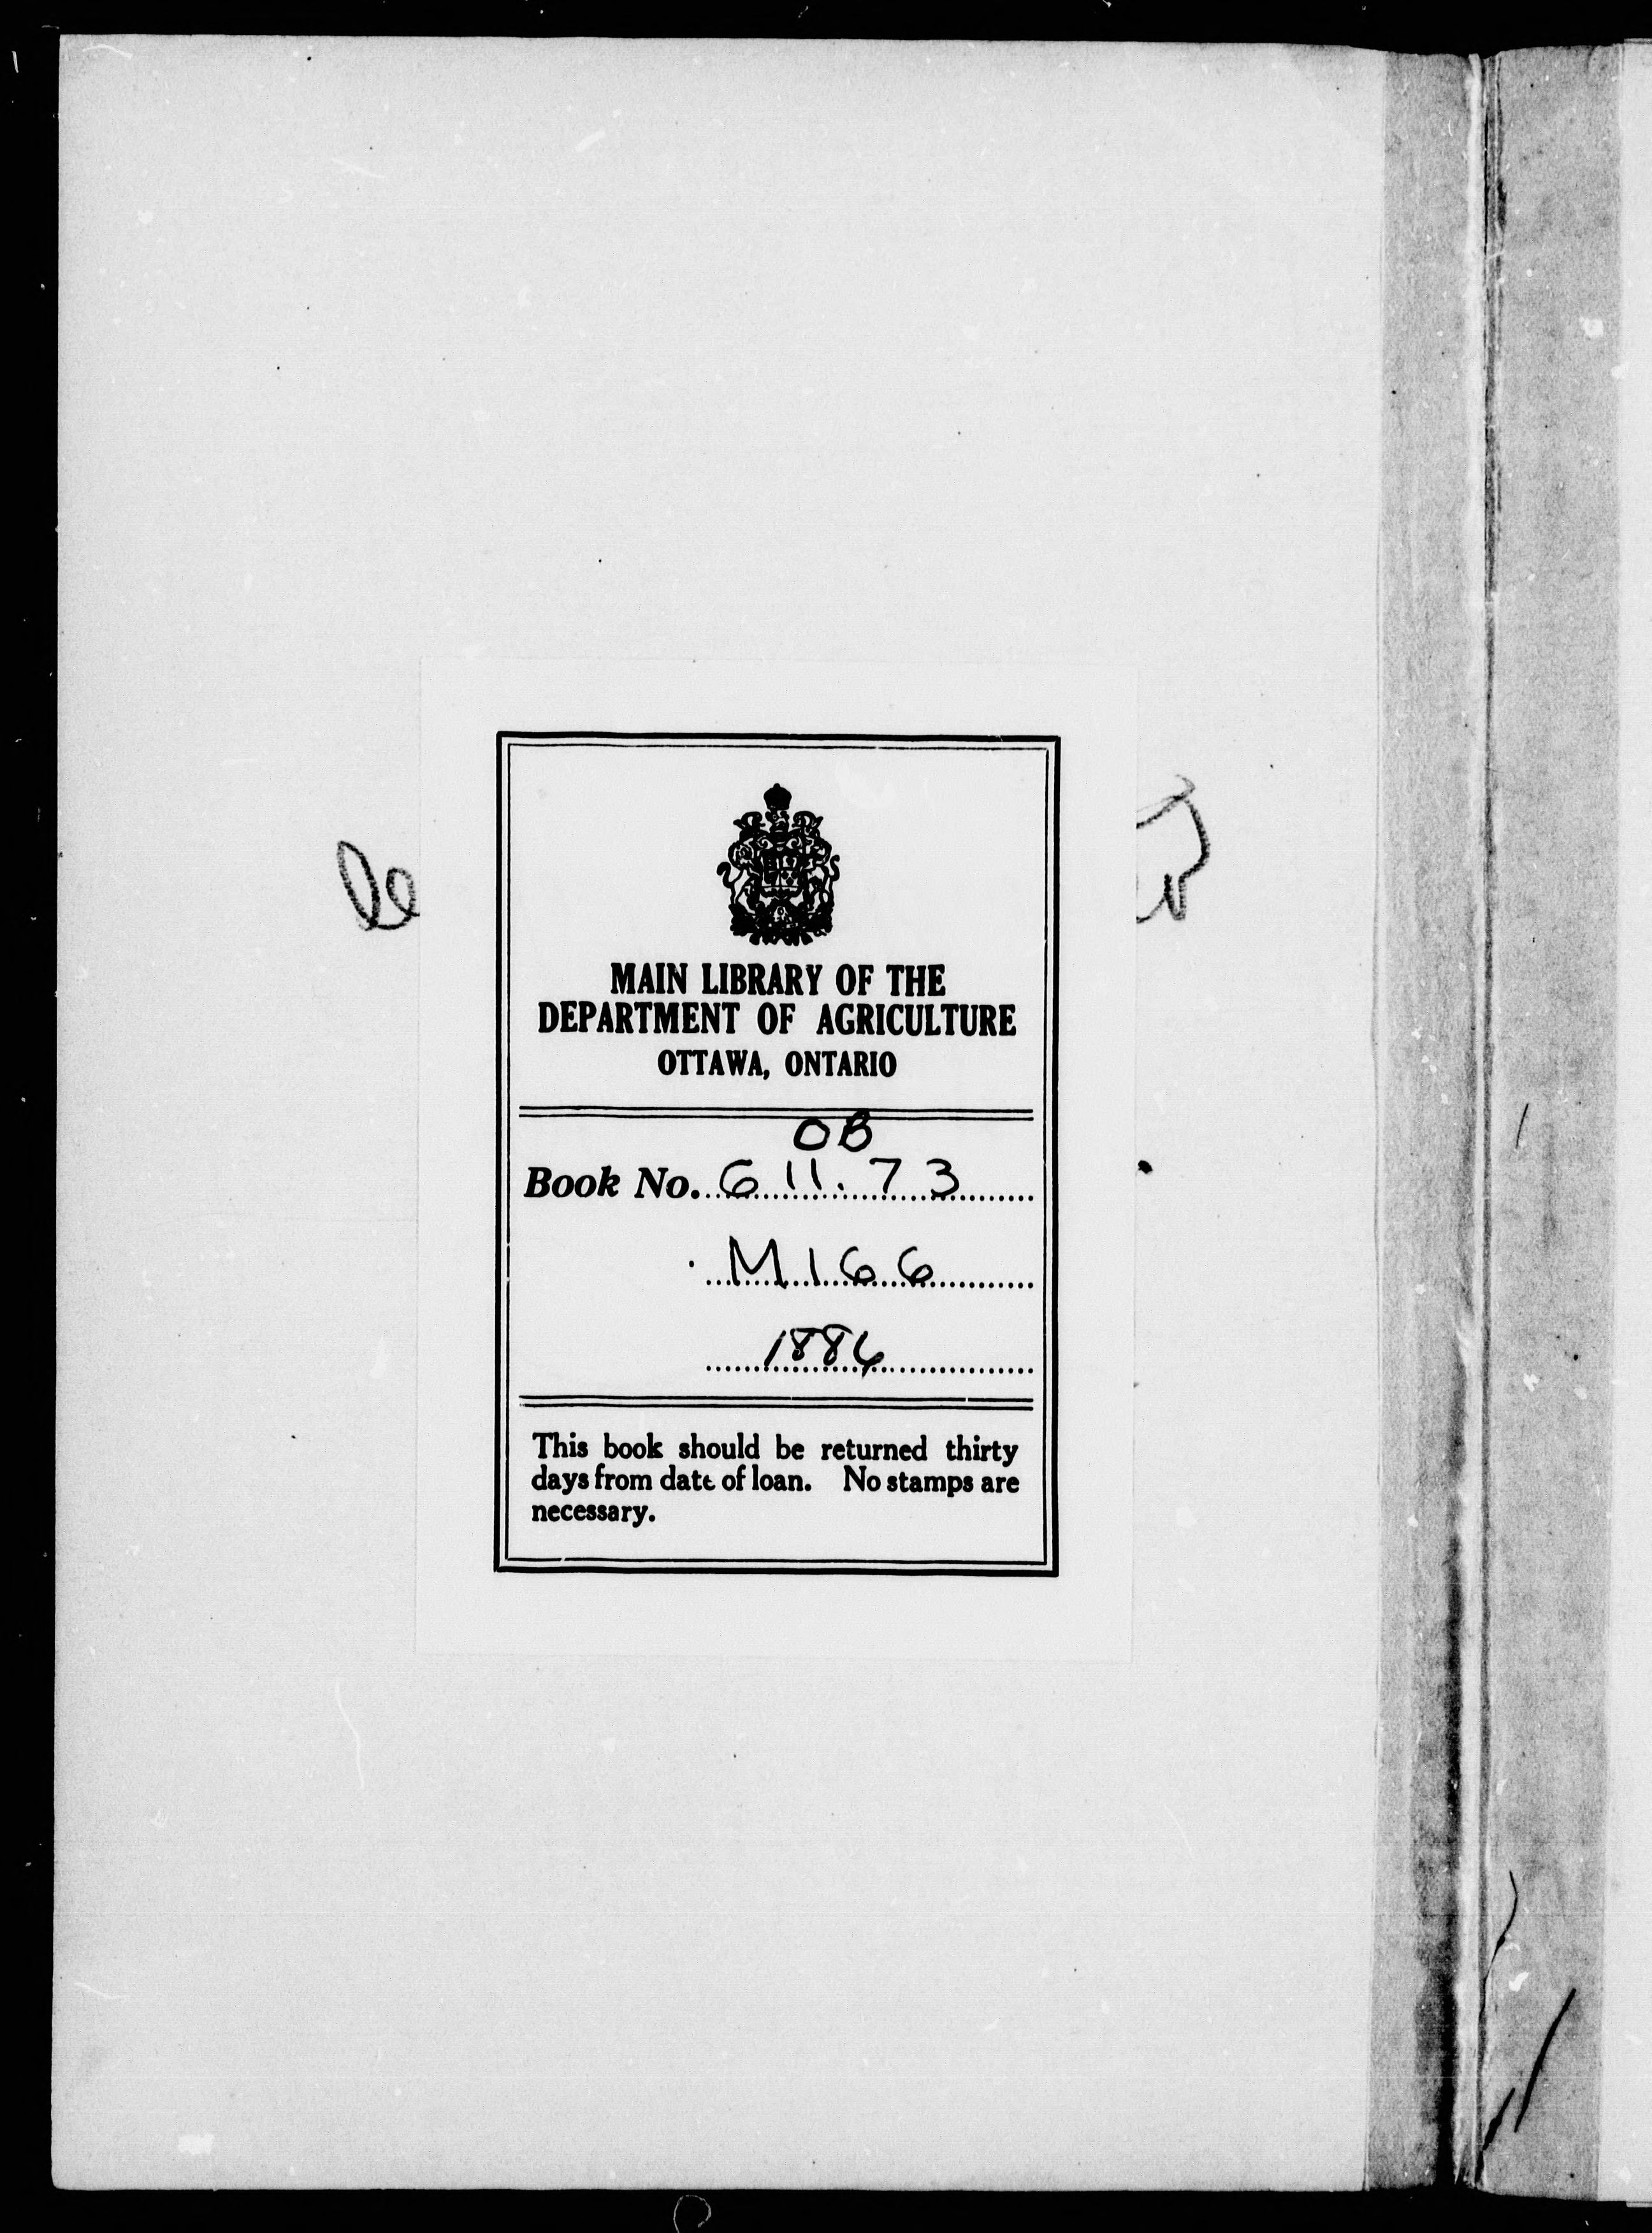 MAIN LIBRARY OF THE
DEPARTMENT OF AGRICULTURE
OTTAWA, ONTARIO
OB
Book No. 611.73
M166
1886
This book should be returned thirty
days from date of loan. No stamps are
necessary.